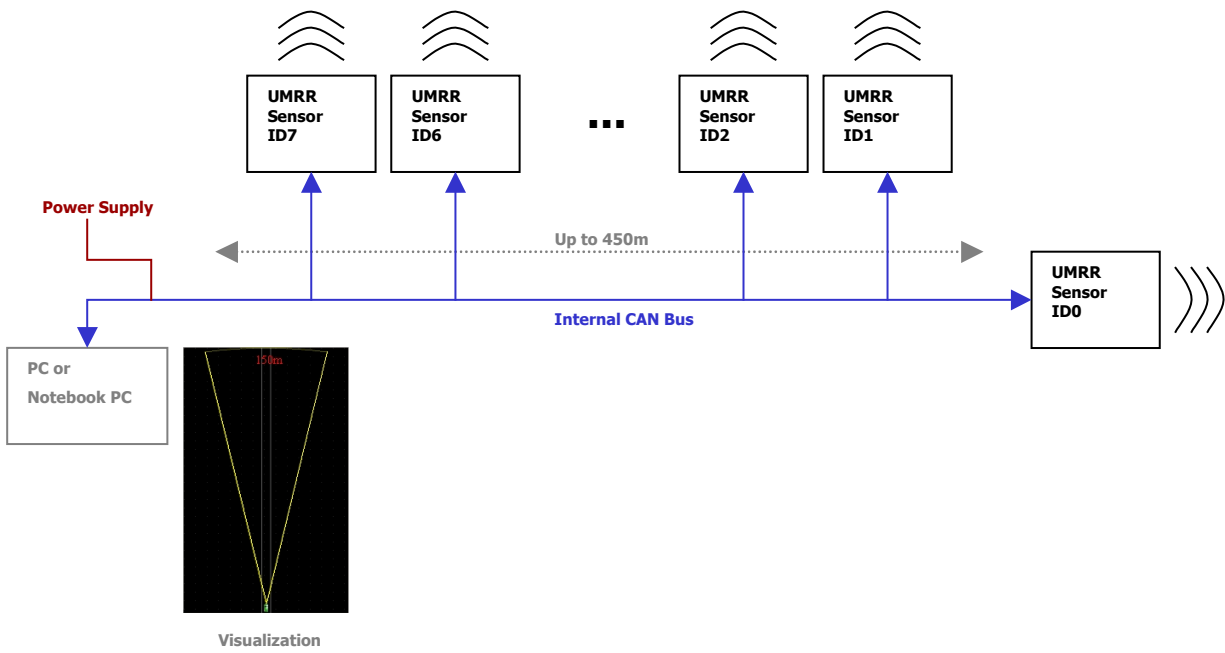 UMRR
Sensor
ID7
UMRR
Sensor
ID6
...
UMRR
Sensor
ID2
UMRR
Sensor
ID1
Power Supply
Up to 450m
UMRR
Sensor
ID0
Internal CAN Bus
PC or
Notebook PC
150m
Visualization